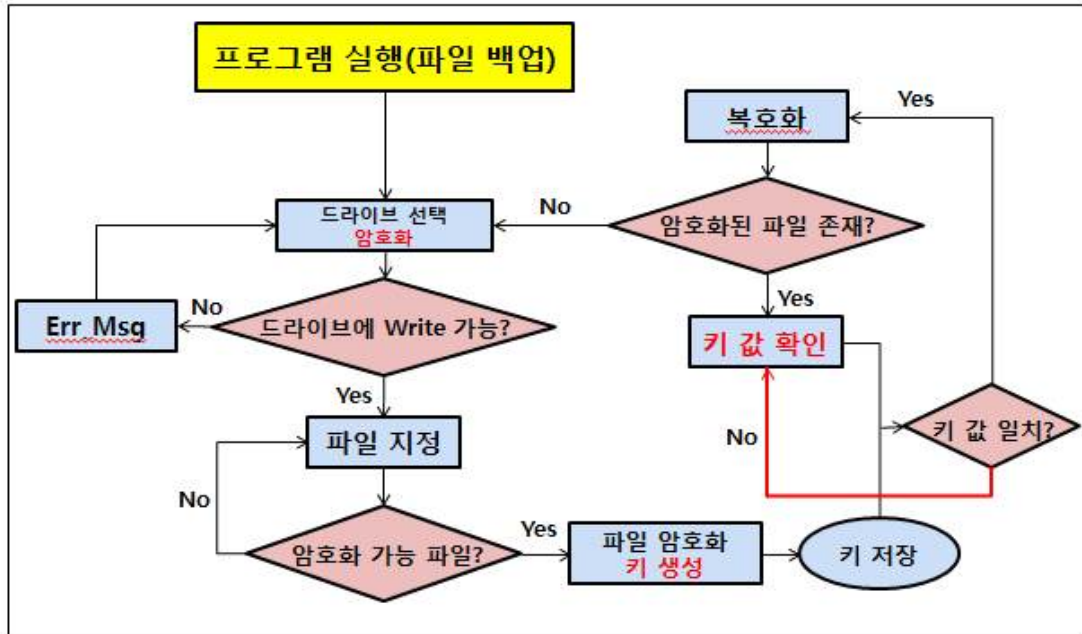 프로그램 실행(파일 백업)
Yes
복호화
드라이브 선택
암호화
No
암호화된 파일 존재?
No
Err_Msg
드라이브에 Write 가능?
Yes
키 값 확인
Yes
파일 지정
No
키 값 일치?
No
암호화 가능 파일?
Yes
파일 암호화
키 생성
키 저장